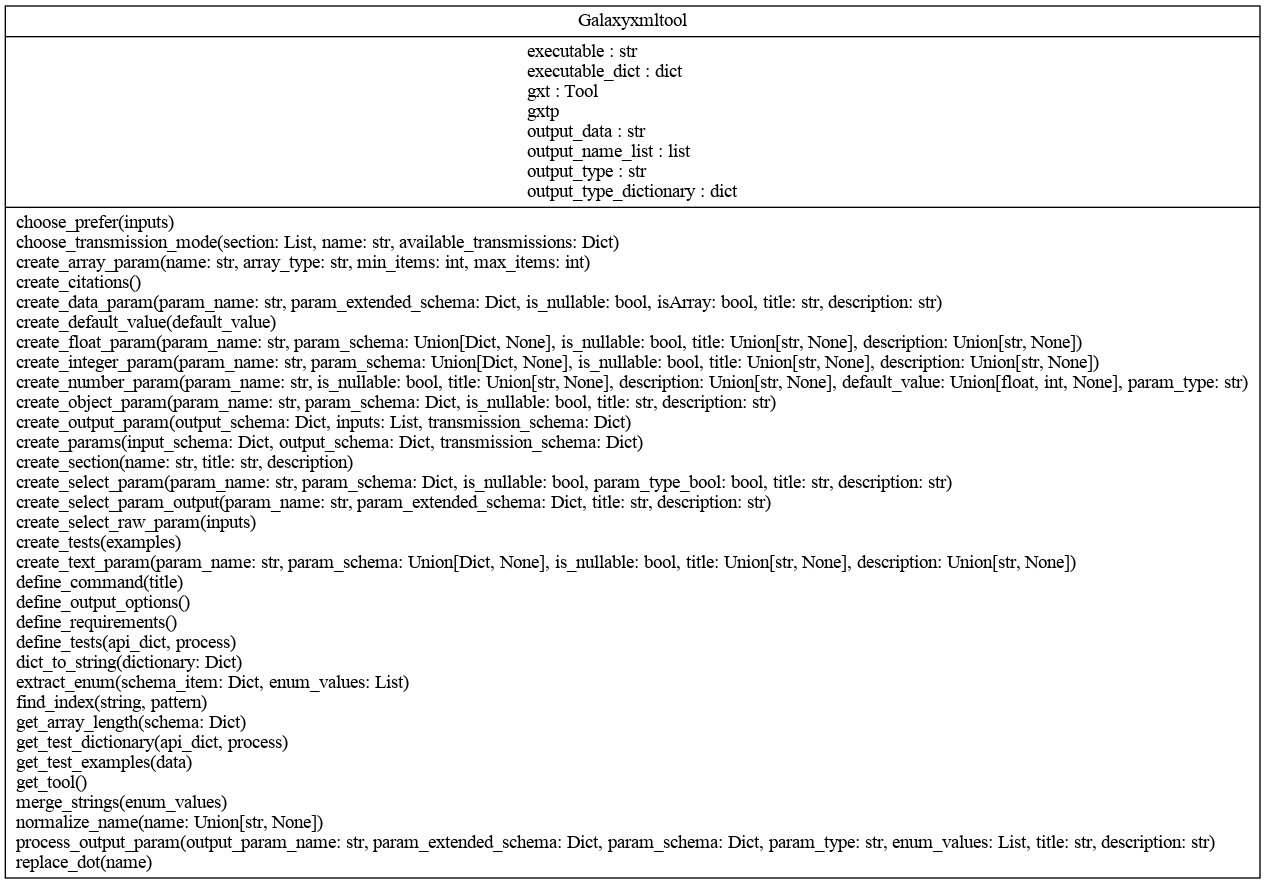 Galaxyxmltool
executable : str
executable_dict : dict
gxt : Tool
gxtp
output_data : str
output_name_list : list
output_type : str
output_type_dictionary : dict
choose_prefer(inputs)
choose_transmission_mode(section: List, name: str, available_transmissions: Dict)
create_array_param(name: str, array_type: str, min_items: int, max_items: int)
create_citations()
create_data_param(param_name: str, param_extended_schema: Dict, is_nullable: bool, isArray: bool, title: str, description: str)
create_default_value(default_value)
create_float_param(param_name: str, param_schema: Union[Dict, None], is_nullable: bool, title: Union[str, None], description: Union[str, None])
create_integer_param(param_name: str, param_schema: Union[Dict, None], is_nullable: bool, title: Union[str, None], description: Union[str, None])
create_number_param(param_name: str, is_nullable: bool, title: Union[str, None], description: Union[str, None], default_value: Union[float, int, None], param_type: str)
create_object_param(param_name: str, param_schema: Dict, is_nullable: bool, title: str, description: str)
create_output_param(output_schema: Dict, inputs: List, transmission_schema: Dict)
create_params(input_schema: Dict, output_schema: Dict, transmission_schema: Dict)
create_section(name: str, title: str, description)
create_select_param(param_name: str, param_schema: Dict, is_nullable: bool, param_type_bool: bool, title: str, description: str)
create_select_param_output(param_name: str, param_extended_schema: Dict, title: str, description: str)
create_select_raw_param(inputs)
create_tests(examples)
create_text_param(param_name: str, param_schema: Union[Dict, None], is_nullable: bool, title: Union[str, None], description: Union[str, None])
define_command(title)
define_output_options()
define_requirements()
define_tests(api_dict, process)
dict_to_string(dictionary: Dict)
extract_enum(schema_item: Dict, enum_values: List)
find_index(string, pattern)
get_array_length(schema: Dict)
get_test_dictionary(api_dict, process)
get_test_examples(data)
get_tool()
merge_strings(enum_values)
normalize_name(name: Union[str, None])
process_output_param(output_param_name: str, param_extended_schema: Dict, param_schema: Dict, param_type: str, enum_values: List, title: str, description: str)
replace_dot(name)